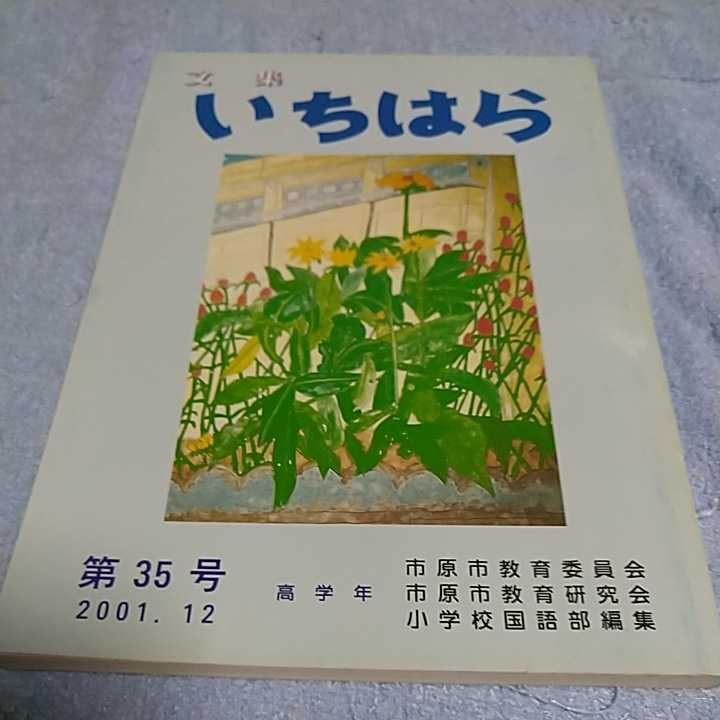 文集
いちはら
第35号
2001.12
高学年
市原市教育委員会
市原市教育研究会
小学校国語部編集